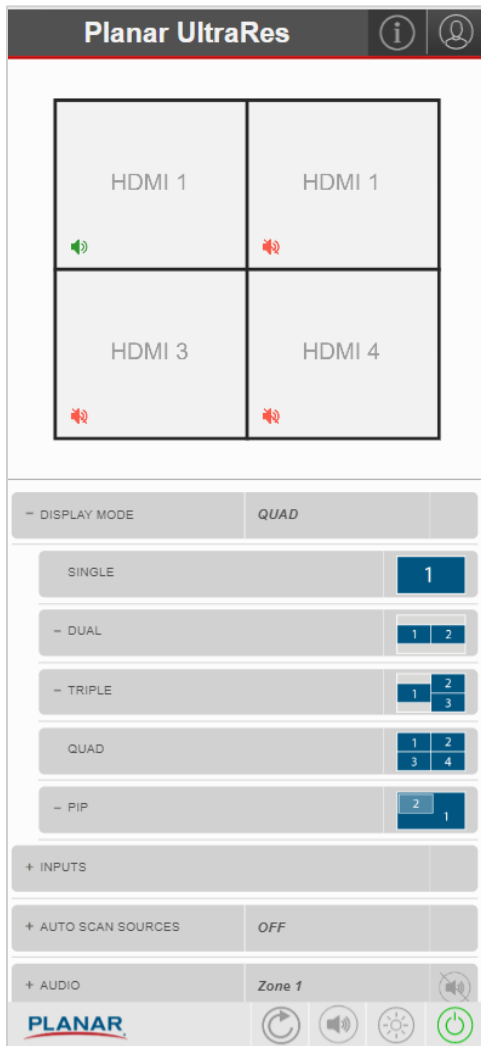 Planar UltraRes
HDMI 1 HDMI 1
HDMI 3 HDMI 4
− DISPLAY MODE QUAD
SINGLE 1
− DUAL 1 2
− TRIPLE 1 2 3
QUAD 1 2 3 4
− PIP 2 1
+ INPUTS
+ AUTO SCAN SOURCES OFF
+ AUDIO Zone 1
PLANAR